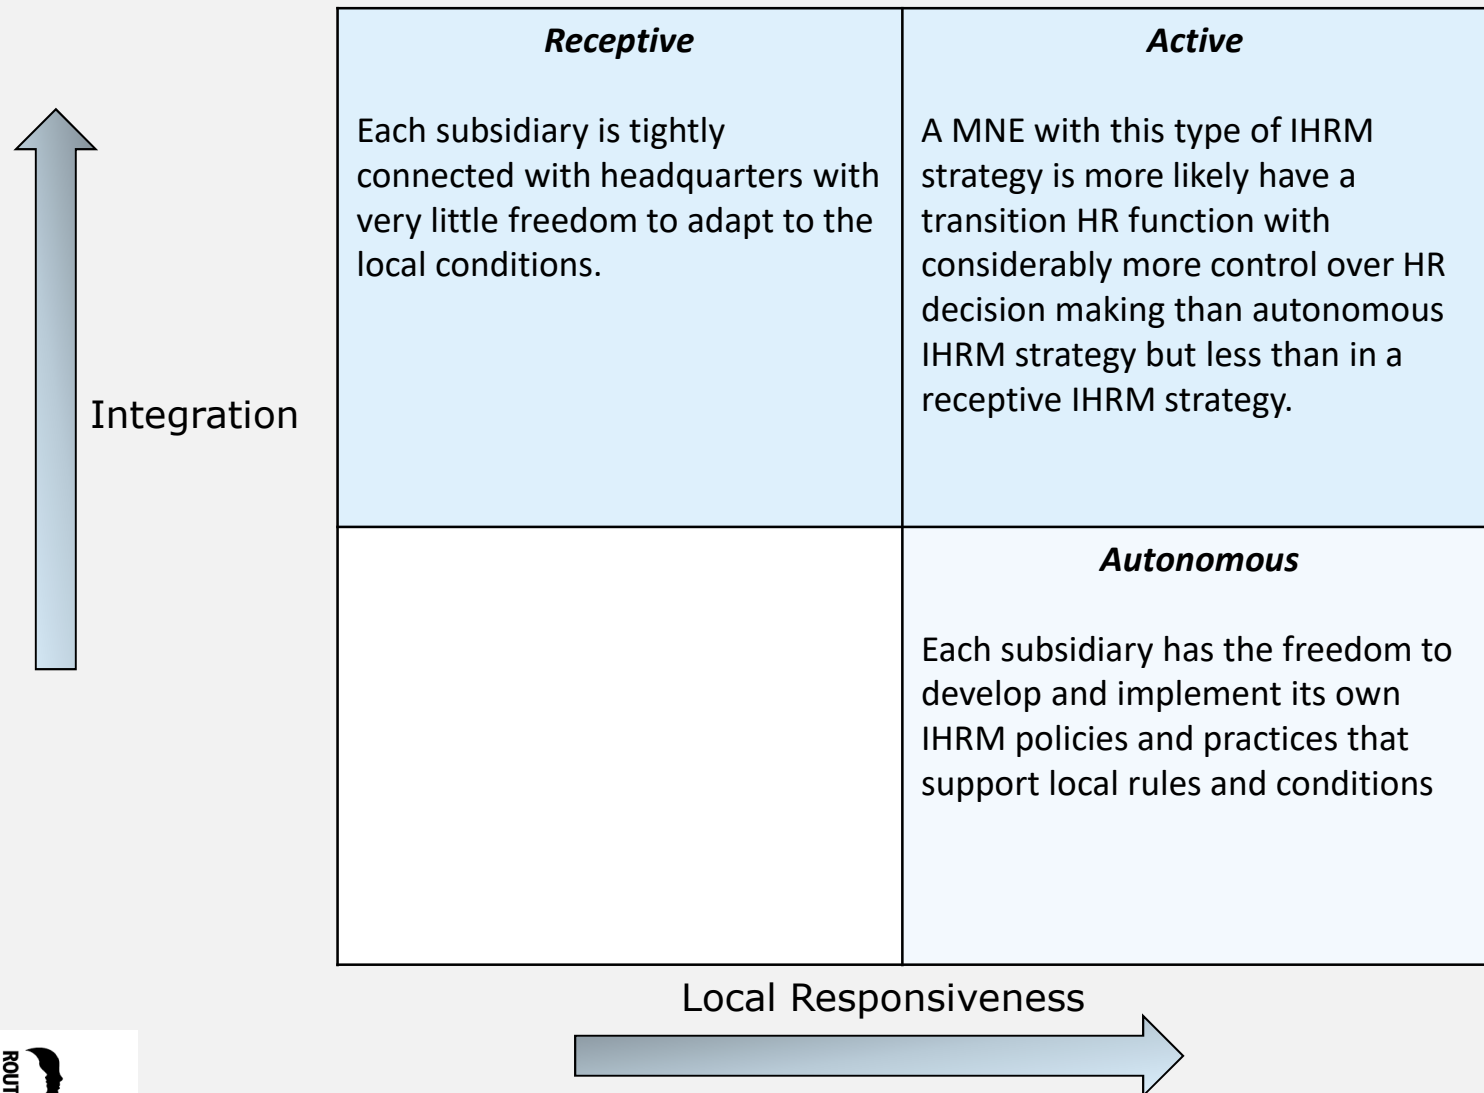 Receptive
Each subsidiary is tightly
connected with headquarters with
very little freedom to adapt to the
local conditions.
Active
A MNE with this type of IHRM
strategy is more likely have a
transition HR function with
considerably more control over HR
decision making than autonomous
IHRM strategy but less than in a
receptive IHRM strategy.
Integration
Autonomous
Each subsidiary has the freedom to
develop and implement its own
IHRM policies and practices that
support local rules and conditions
Local Responsiveness
ROUT